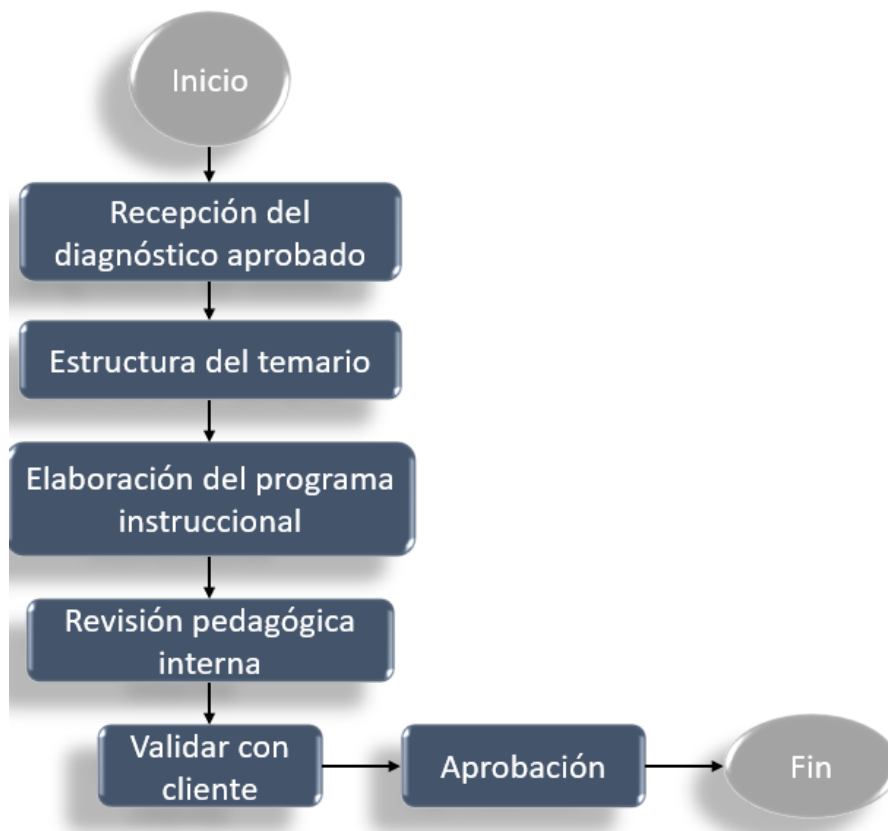 Inicio
Recepción del
diagnóstico aprobado
Estructura del temario
Elaboración del programa
instruccional
Revisión pedagógica
interna
Validar con
cliente
Aprobación
Fin